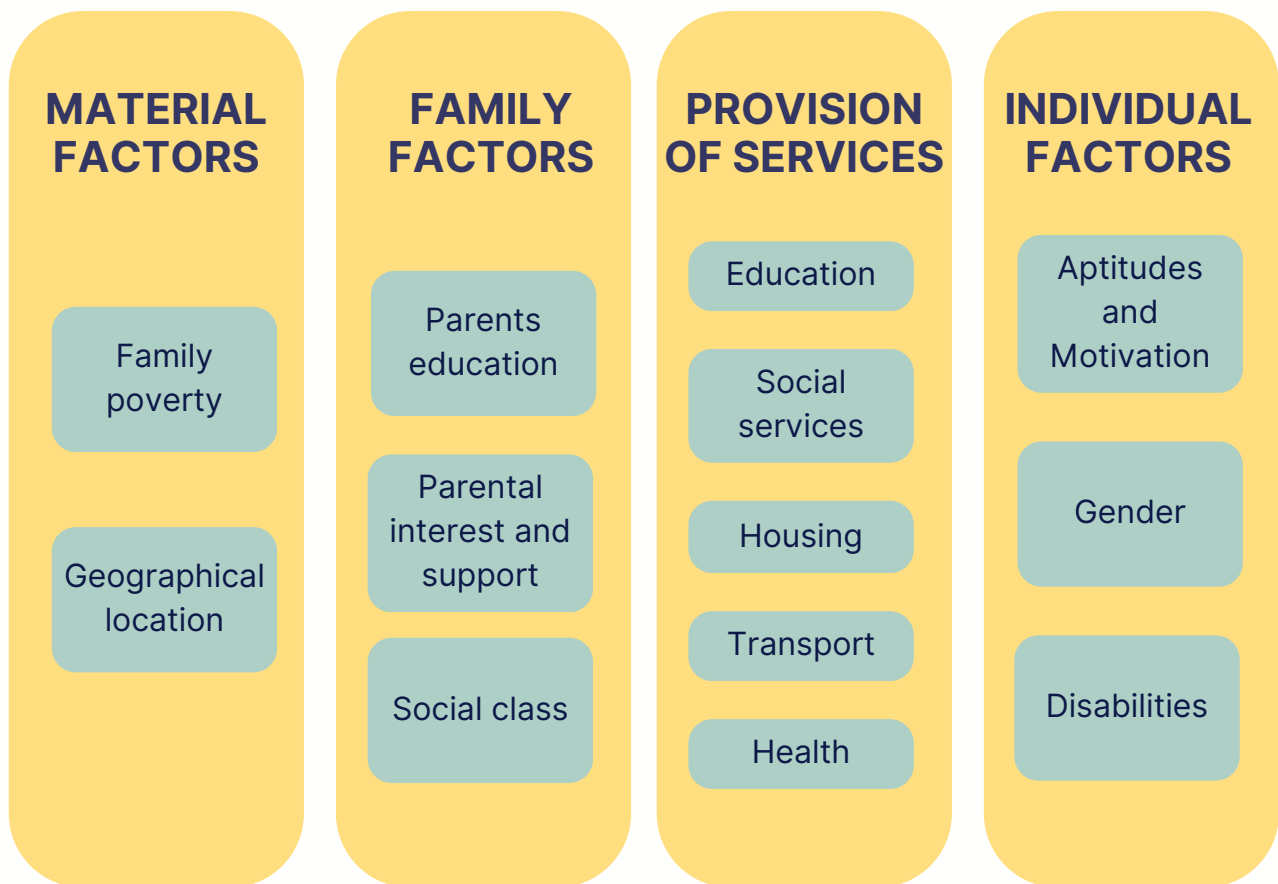 MATERIAL
FACTORS
Family
poverty
Geographical
location
FAMILY
FACTORS
Parents
education
Parental
interest and
support
Social class
PROVISION
OF SERVICES
Education
Social
services
Housing
Transport
Health
INDIVIDUAL
FACTORS
Aptitudes
and
Motivation
Gender
Disabilities